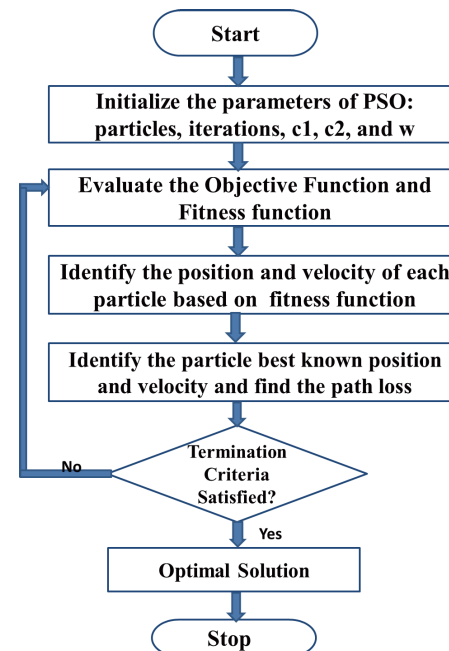 Start
Initialize the parameters of PSO:
particles, iterations, c1, c2, and w
Evaluate the Objective Function and
Fitness function
Identify the position and velocity of each
particle based on fitness function
Identify the particle best known position
and velocity and find the path loss
Termination
Criteria
Satisfied?
No
Yes
Optimal Solution
Stop